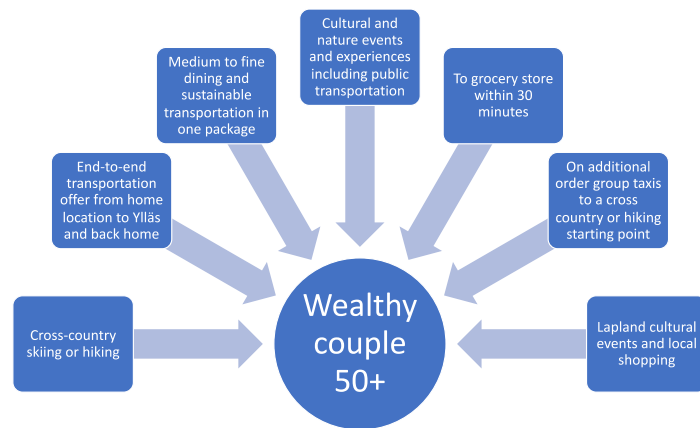 Cultural and
nature events
and experiences
including public
transportation
Medium to fine
dining and
sustainable
transportation in
one package
To grocery store
within 30
minutes
End-to-end
transportation
offer from home
location to Ylläs
and back home
On additional
order group taxis
to a cross
country or hiking
starting point
Cross-country
skiing or hiking
Wealthy
couple
50+
Lapland cultural
events and local
shopping